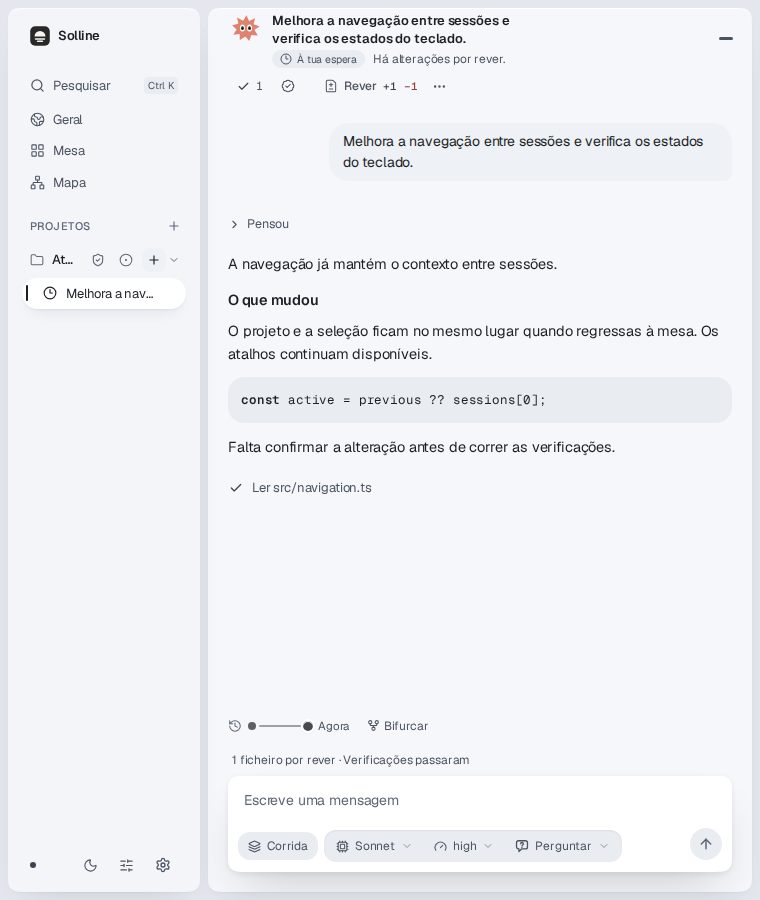 Solline
Pesquisar Ctrl K
Geral
Mesa
Mapa
PROJETOS
At...
Melhora a nav...
Melhora a navegação entre sessões e
verifica os estados do teclado.
À tua espera Há alterações por rever.
1 Rever +1 −1
Melhora a navegação entre sessões e verifica os estados
do teclado.
Pensou
A navegação já mantém o contexto entre sessões.
O que mudou
O projeto e a seleção ficam no mesmo lugar quando regressas à mesa. Os
atalhos continuam disponíveis.
const active = previous ?? sessions[0];
Falta confirmar a alteração antes de correr as verificações.
Ler src/navigation.ts
Agora Bifurcar
1 ficheiro por rever · Verificações passaram
Escreve uma mensagem
Corrida Sonnet high Perguntar